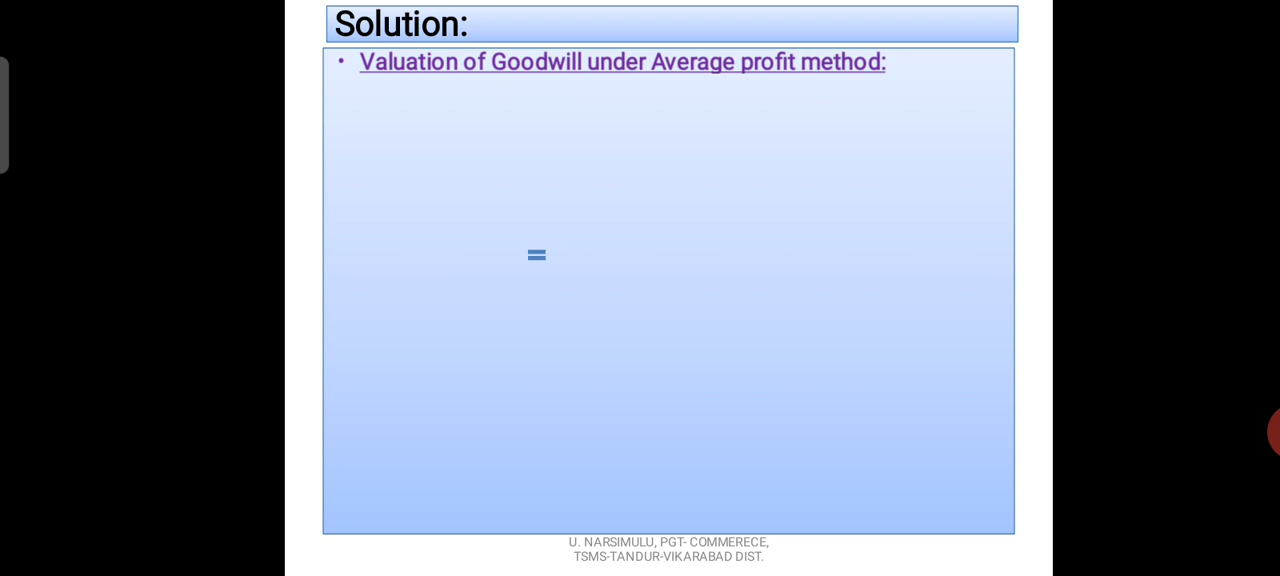 Solution:
• Valuation of Goodwill under Average profit method:
=
U. NARSIMULU, PGT- COMMERECE,
TSMS-TANDUR-VIKARABAD DIST.